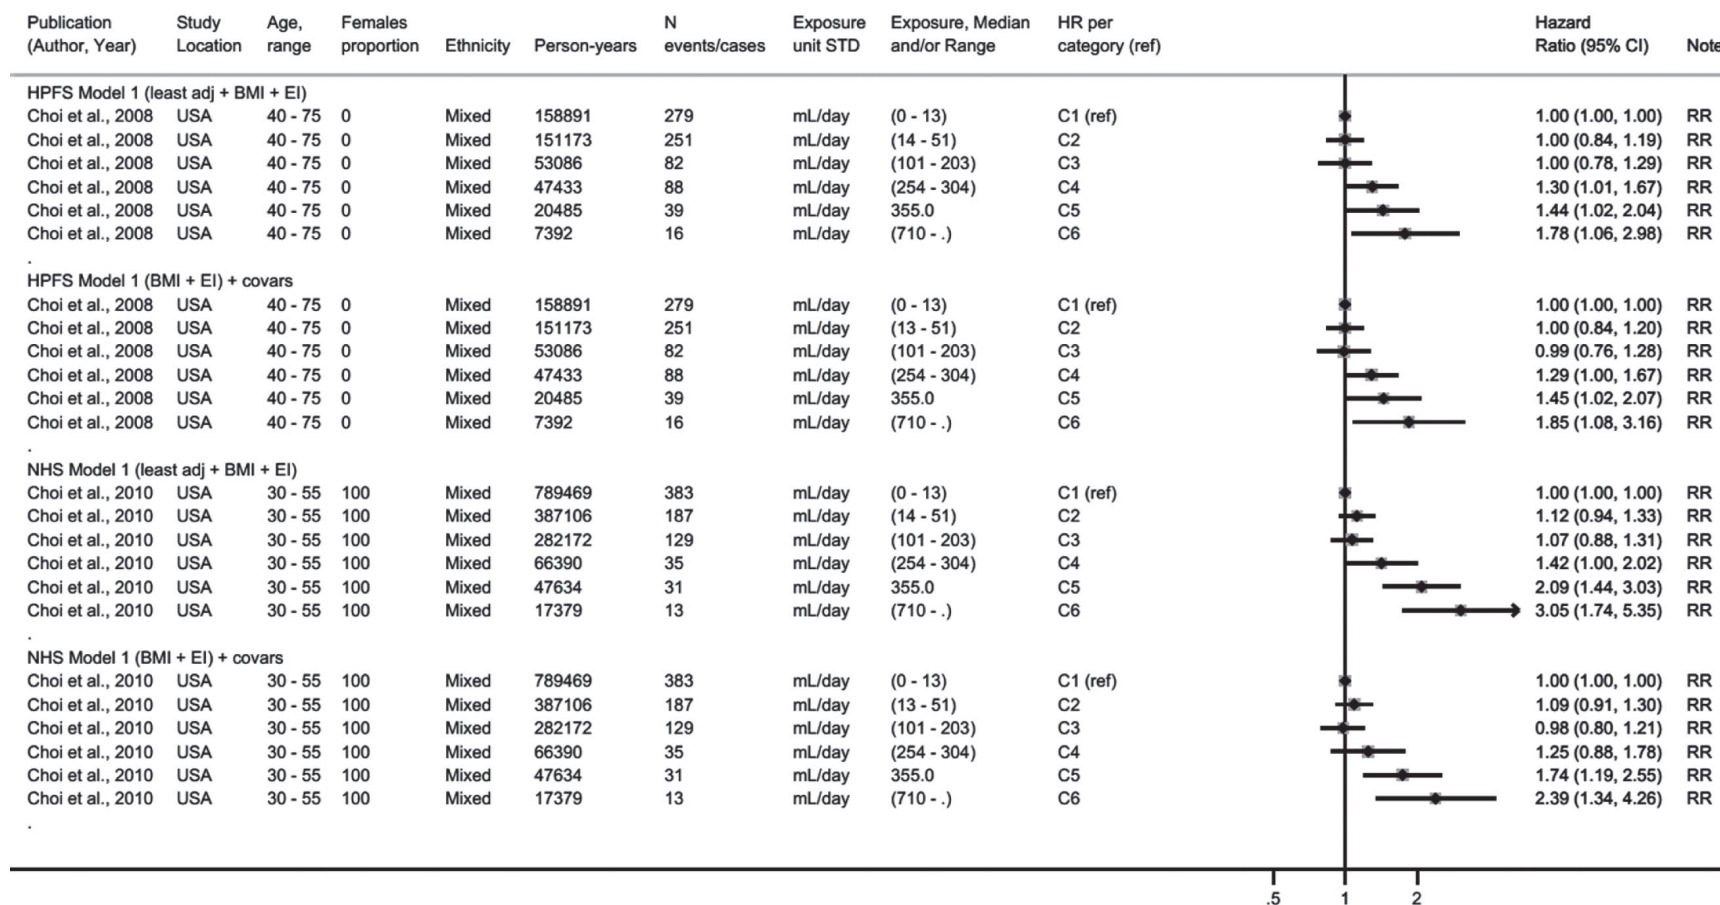 Publication Study Age, Females N Exposure Exposure, Median HR per Hazard
(Author, Year) Location range proportion Ethnicity Person-years events/cases unit STD and/or Range category (ref) Ratio (95% CI) Note
HPFS Model 1 (least adj + BMI + EI)
Choi et al., 2008 USA 40 - 75 0 Mixed 158891 279 mL/day (0 - 13) C1 (ref) 1.00 (1.00, 1.00) RR
Choi et al., 2008 USA 40 - 75 0 Mixed 151173 251 mL/day (14 - 51) C2 1.00 (0.84, 1.19) RR
Choi et al., 2008 USA 40 - 75 0 Mixed 53086 82 mL/day (101 - 203) C3 1.00 (0.78, 1.29) RR
Choi et al., 2008 USA 40 - 75 0 Mixed 47433 88 mL/day (254 - 304) C4 1.30 (1.01, 1.67) RR
Choi et al., 2008 USA 40 - 75 0 Mixed 20485 39 mL/day 355.0 C5 1.44 (1.02, 2.04) RR
Choi et al., 2008 USA 40 - 75 0 Mixed 7392 16 mL/day (710 - .) C6 1.78 (1.06, 2.98) RR
.
HPFS Model 1 (BMI + EI) + covars
Choi et al., 2008 USA 40 - 75 0 Mixed 158891 279 mL/day (0 - 13) C1 (ref) 1.00 (1.00, 1.00) RR
Choi et al., 2008 USA 40 - 75 0 Mixed 151173 251 mL/day (13 - 51) C2 1.00 (0.84, 1.20) RR
Choi et al., 2008 USA 40 - 75 0 Mixed 53086 82 mL/day (101 - 203) C3 0.99 (0.76, 1.28) RR
Choi et al., 2008 USA 40 - 75 0 Mixed 47433 88 mL/day (254 - 304) C4 1.29 (1.00, 1.67) RR
Choi et al., 2008 USA 40 - 75 0 Mixed 20485 39 mL/day 355.0 C5 1.45 (1.02, 2.07) RR
Choi et al., 2008 USA 40 - 75 0 Mixed 7392 16 mL/day (710 - .) C6 1.85 (1.08, 3.16) RR
.
NHS Model 1 (least adj + BMI + EI)
Choi et al., 2010 USA 30 - 55 100 Mixed 789469 383 mL/day (0 - 13) C1 (ref) 1.00 (1.00, 1.00) RR
Choi et al., 2010 USA 30 - 55 100 Mixed 387106 187 mL/day (14 - 51) C2 1.12 (0.94, 1.33) RR
Choi et al., 2010 USA 30 - 55 100 Mixed 282172 129 mL/day (101 - 203) C3 1.07 (0.88, 1.31) RR
Choi et al., 2010 USA 30 - 55 100 Mixed 66390 35 mL/day (254 - 304) C4 1.42 (1.00, 2.02) RR
Choi et al., 2010 USA 30 - 55 100 Mixed 47634 31 mL/day 355.0 C5 2.09 (1.44, 3.03) RR
Choi et al., 2010 USA 30 - 55 100 Mixed 17379 13 mL/day (710 - .) C6 3.05 (1.74, 5.35) RR
.
NHS Model 1 (BMI + EI) + covars
Choi et al., 2010 USA 30 - 55 100 Mixed 789469 383 mL/day (0 - 13) C1 (ref) 1.00 (1.00, 1.00) RR
Choi et al., 2010 USA 30 - 55 100 Mixed 387106 187 mL/day (13 - 51) C2 1.09 (0.91, 1.30) RR
Choi et al., 2010 USA 30 - 55 100 Mixed 282172 129 mL/day (101 - 203) C3 0.98 (0.80, 1.21) RR
Choi et al., 2010 USA 30 - 55 100 Mixed 66390 35 mL/day (254 - 304) C4 1.25 (0.88, 1.78) RR
Choi et al., 2010 USA 30 - 55 100 Mixed 47634 31 mL/day 355.0 C5 1.74 (1.19, 2.55) RR
Choi et al., 2010 USA 30 - 55 100 Mixed 17379 13 mL/day (710 - .) C6 2.39 (1.34, 4.26) RR
.
.5 1 2